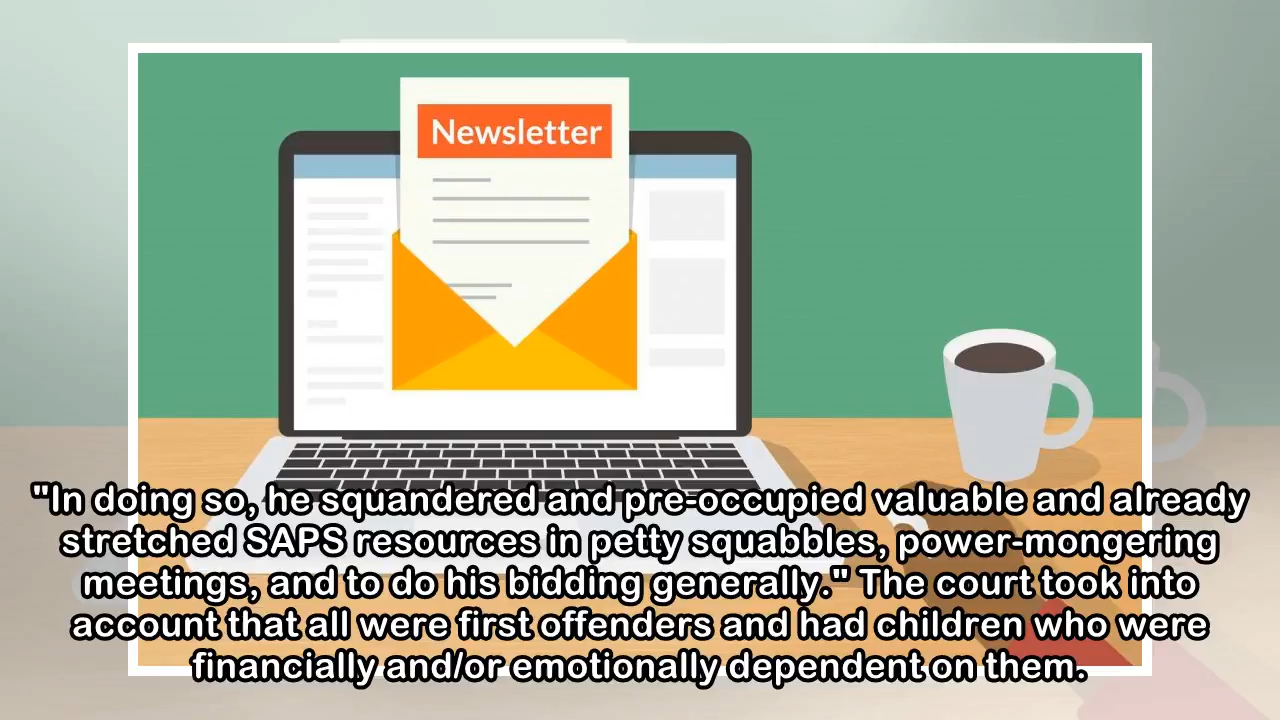 Newsletter
"In doing so, he squandered and pre-occupied valuable and already
stretched SAPS resources in petty squabbles, power-mongering
meetings, and to do his bidding generally." The court took into
account that all were first offenders and had children who were
financially and/or emotionally dependent on them.